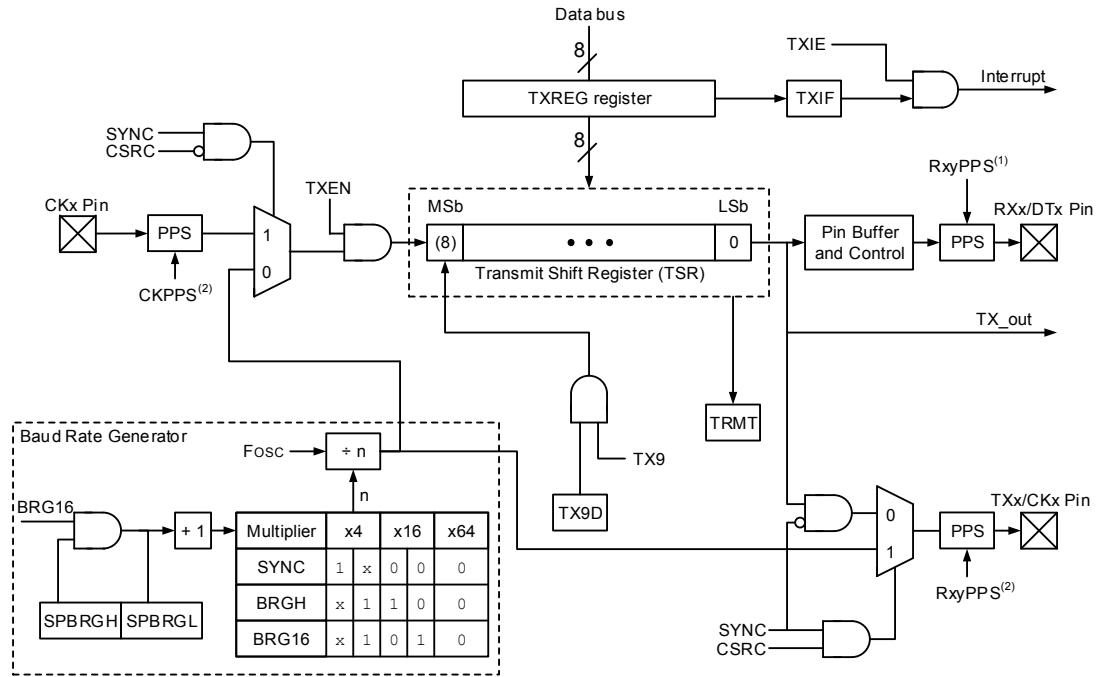 Data bus
8
TXIE
Interrupt
TXREG register
TXIF
SYNC
CSRC
8
RxyPPS(1)
TXEN
CKx Pin
MSb
LSb
RXx/DTx Pin
PPS
1
(8)
• • •
0
Pin Buffer
and Control
PPS
0
Transmit Shift Register (TSR)
CKPPS(2)
TX_out
TRMT
Baud Rate Generator
FOSC
÷ n
TX9
n
TX9D
BRG16
+ 1
Multiplier x4 x16 x64
SYNC 1 x 0 0 0
BRGH x 1 1 0 0
BRG16 x 1 0 1 0
SPBRGH SPBRGL
TXx/CKx Pin
0
PPS
1
RxyPPS(2)
SYNC
CSRC